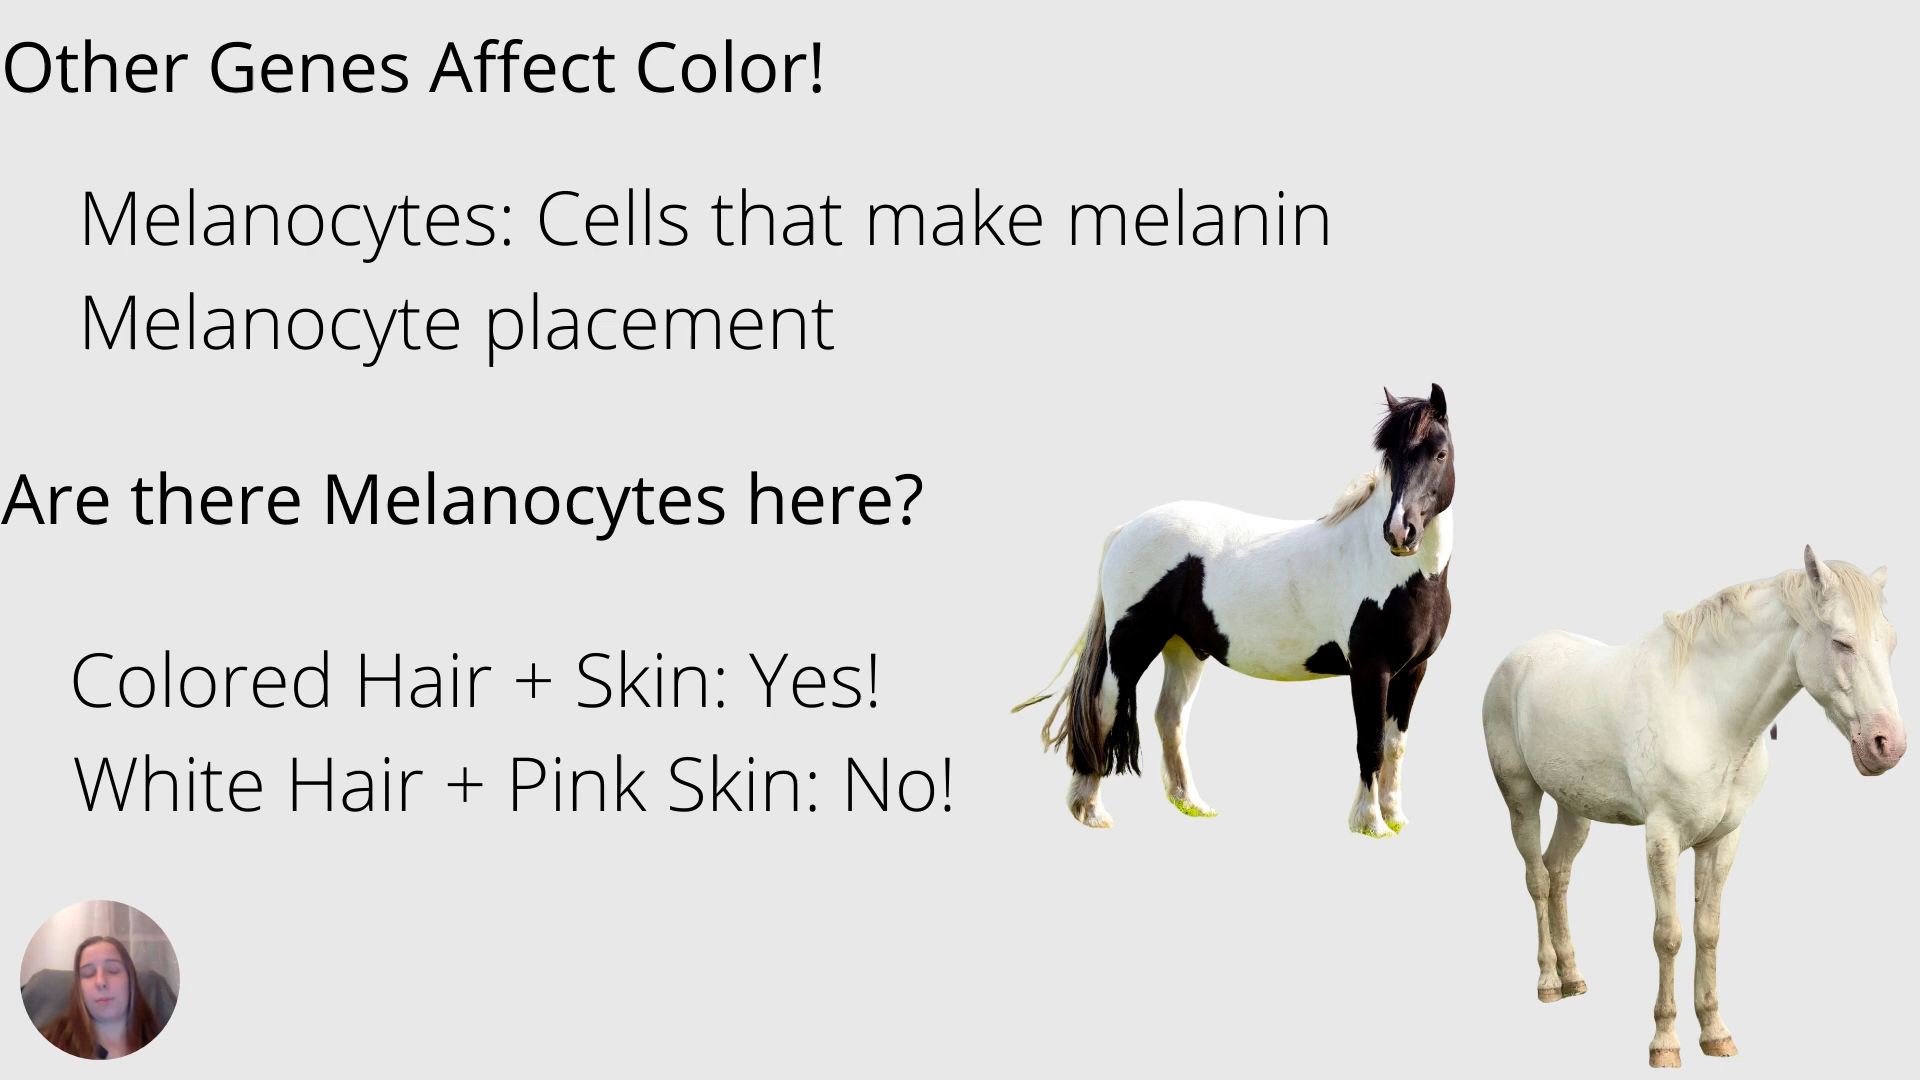 Other Genes Affect Color!
Melanocytes: Cells that make melanin
Melanocyte placement
Are there Melanocytes here?
Colored Hair + Skin: Yes!
White Hair + Pink Skin: No!